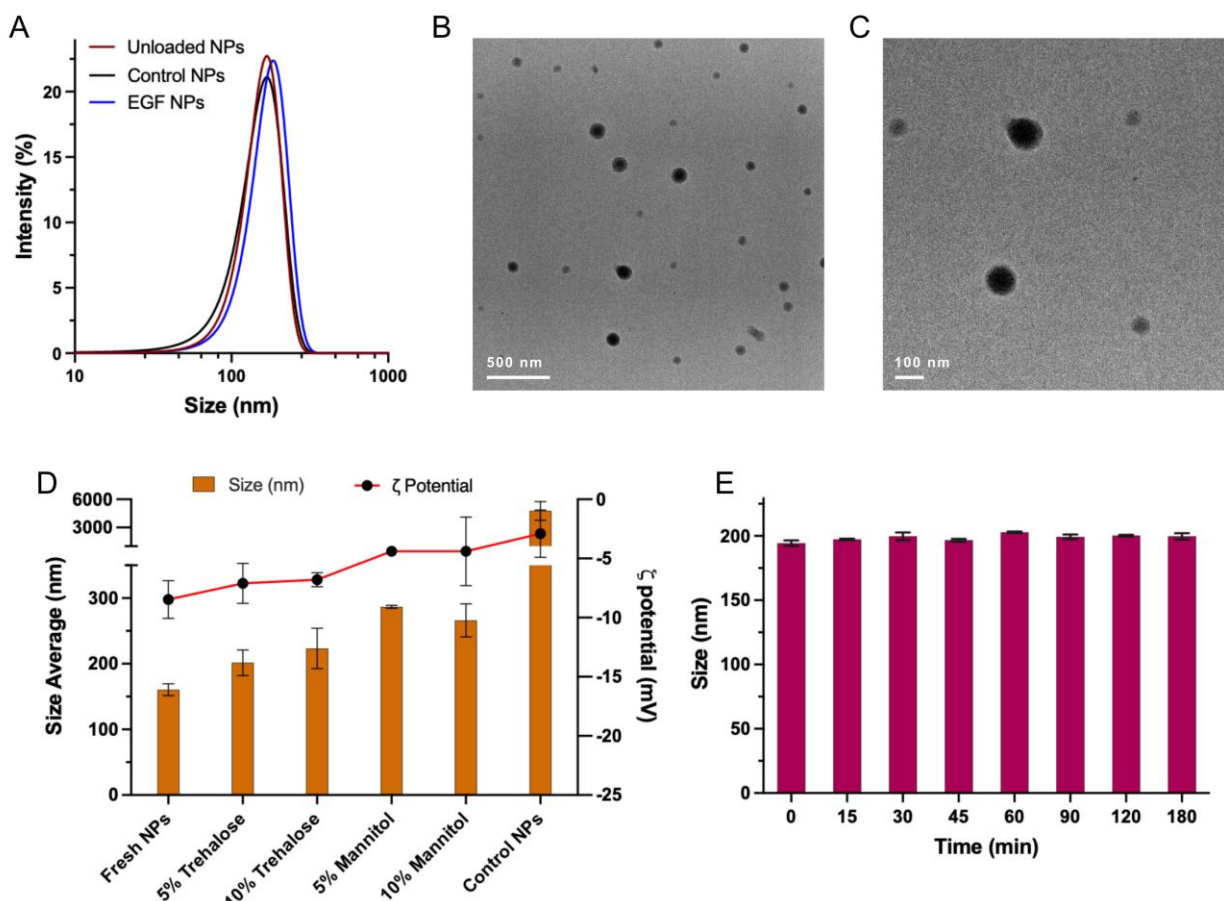 A
Unloaded NPs
Control NPs
EGF NPs
Intensity (%)
20
15
10
5
0
10
100
1000
Size (nm)
B
500 nm
C
100 nm
D
Size (nm)
ζ Potential
Size Average (nm)
6000
3000
300
200
100
0
0
-5
-10
-15
-20
-25
ζ potential (mV)
Fresh NPs
5% Trehalose
10% Trehalose
5% Mannitol
10% Mannitol
Control NPs
E
Size (nm)
200
150
100
50
0
0 15 30 45 60 90 120 180
Time (min)